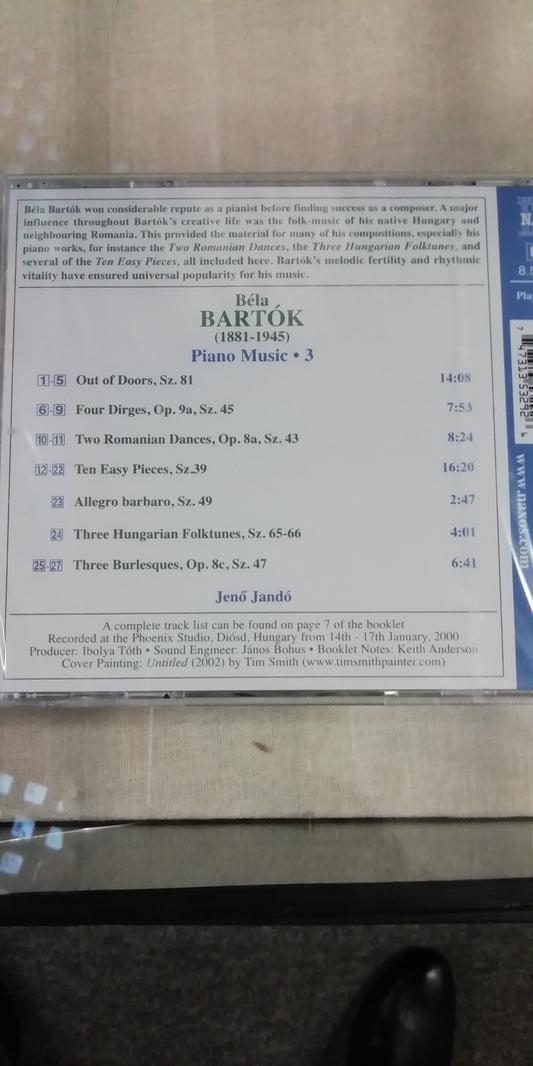 Béla Bartók won considerable repute as a pianist before finding success as a composer. A major
influence throughout Bartók's creative life was the folk-music of his native Hungary and
neighbouring Romania. This provided the material for many of his compositions, especially his
piano works, for instance the Two Romanian Dances, the Three Hungarian Folktunes, and
several of the Ten Easy Pieces, all included here. Bartók's melodic fertility and rhythmic
vitality have ensured universal popularity for his music.
Béla
BARTÓK
(1881-1945)
Piano Music • 3
1-5 Out of Doors, Sz. 81 14:08
6-9 Four Dirges, Op. 9a, Sz. 45 7:53
10-11 Two Romanian Dances, Op. 8a, Sz. 43 8:24
12-22 Ten Easy Pieces, Sz.39 16:20
23 Allegro barbaro, Sz. 49 2:47
24 Three Hungarian Folktunes, Sz. 65-66 4:01
25-27 Three Burlesques, Op. 8c, Sz. 47 6:41
Jenő Jandó
A complete track list can be found on page 7 of the booklet
Recorded at the Phoenix Studio, Diósd, Hungary from 14th - 17th January, 2000
Producer: Ibolya Tóth • Sound Engineer: János Bohus • Booklet Notes: Keith Anderson
Cover Painting: Untitled (2002) by Tim Smith (www.timsmithpainter.com)
NA
8.5
Pla
7 47313 53292
www.naxos.com